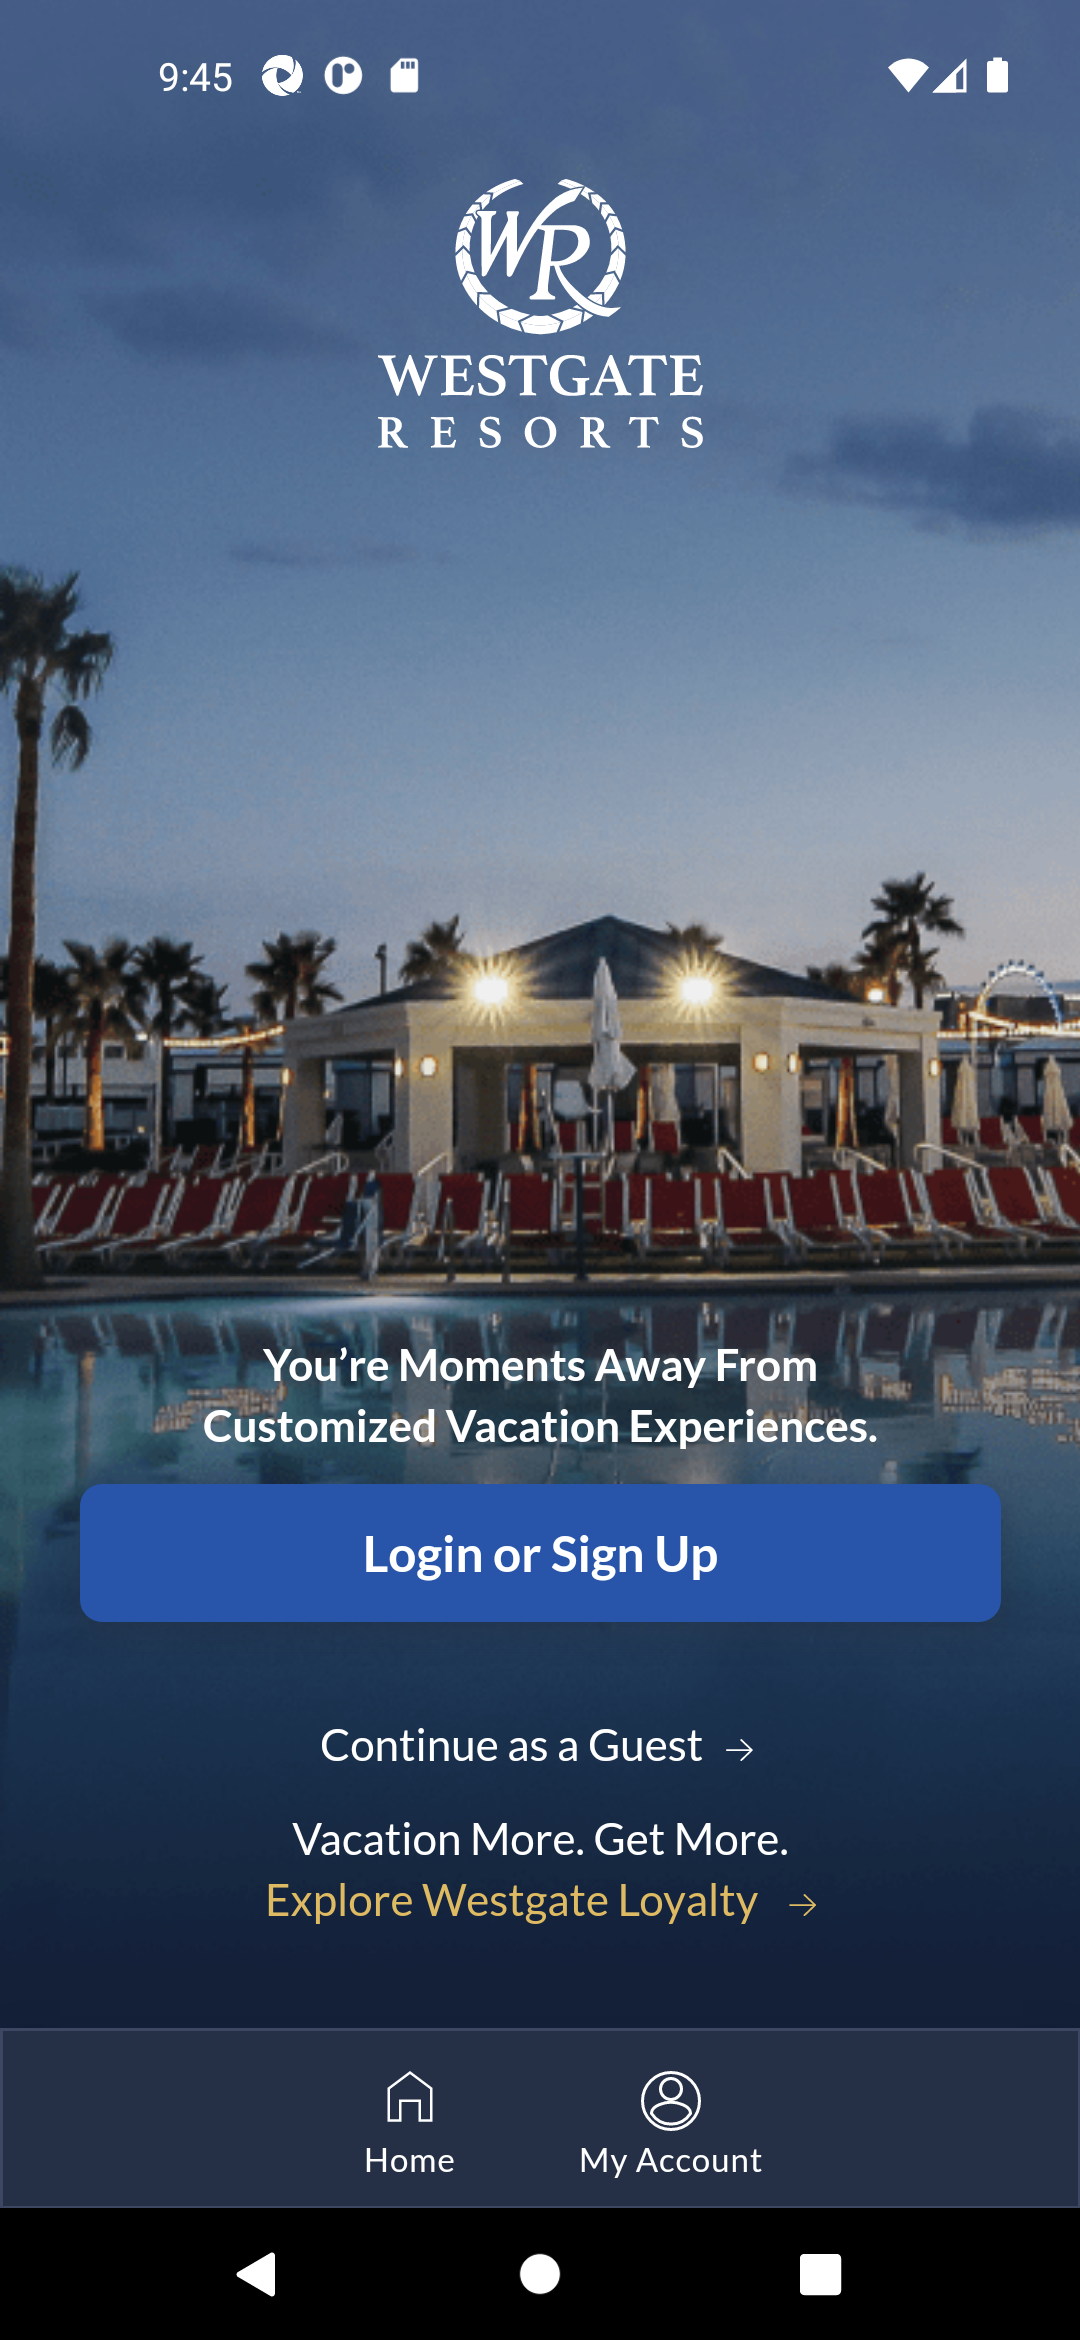 9:45
WR
WESTGATE
RESORTS
You’re Moments Away From
Customized Vacation Experiences.
Login or Sign Up
Continue as a Guest →
Vacation More. Get More.
Explore Westgate Loyalty →
Home
My Account